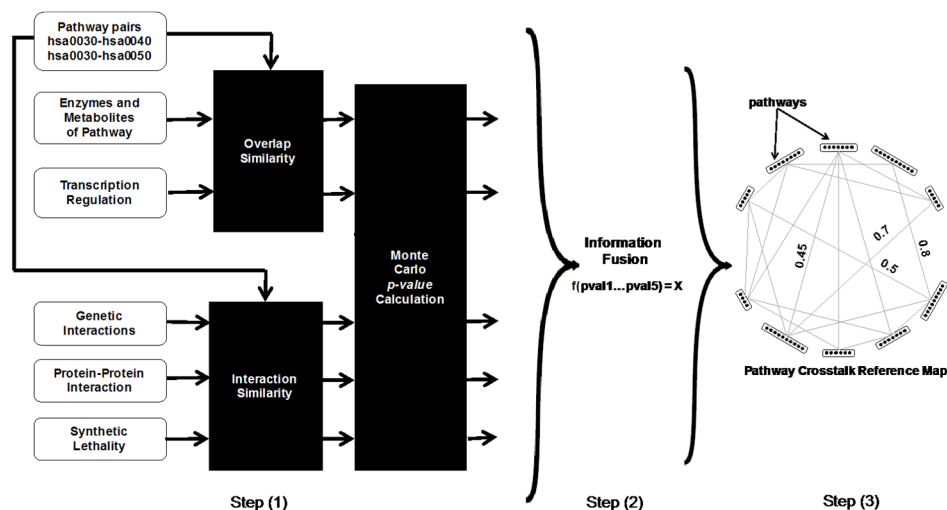 Pathway pairs
hsa0030-hsa0040
hsa0030-hsa0050
Enzymes and
Metabolites
of Pathway
Transcription
Regulation
Overlap
Similarity
Genetic
Interactions
Protein-Protein
Interaction
Synthetic
Lethality
Interaction
Similarity
Monte
Carlo
p-value
Calculation
Step (1)
Information
Fusion
f(pval1...pval5) = X
Step (2)
pathways
0.45
0.7
0.5
0.8
Pathway Crosstalk Reference Map
Step (3)